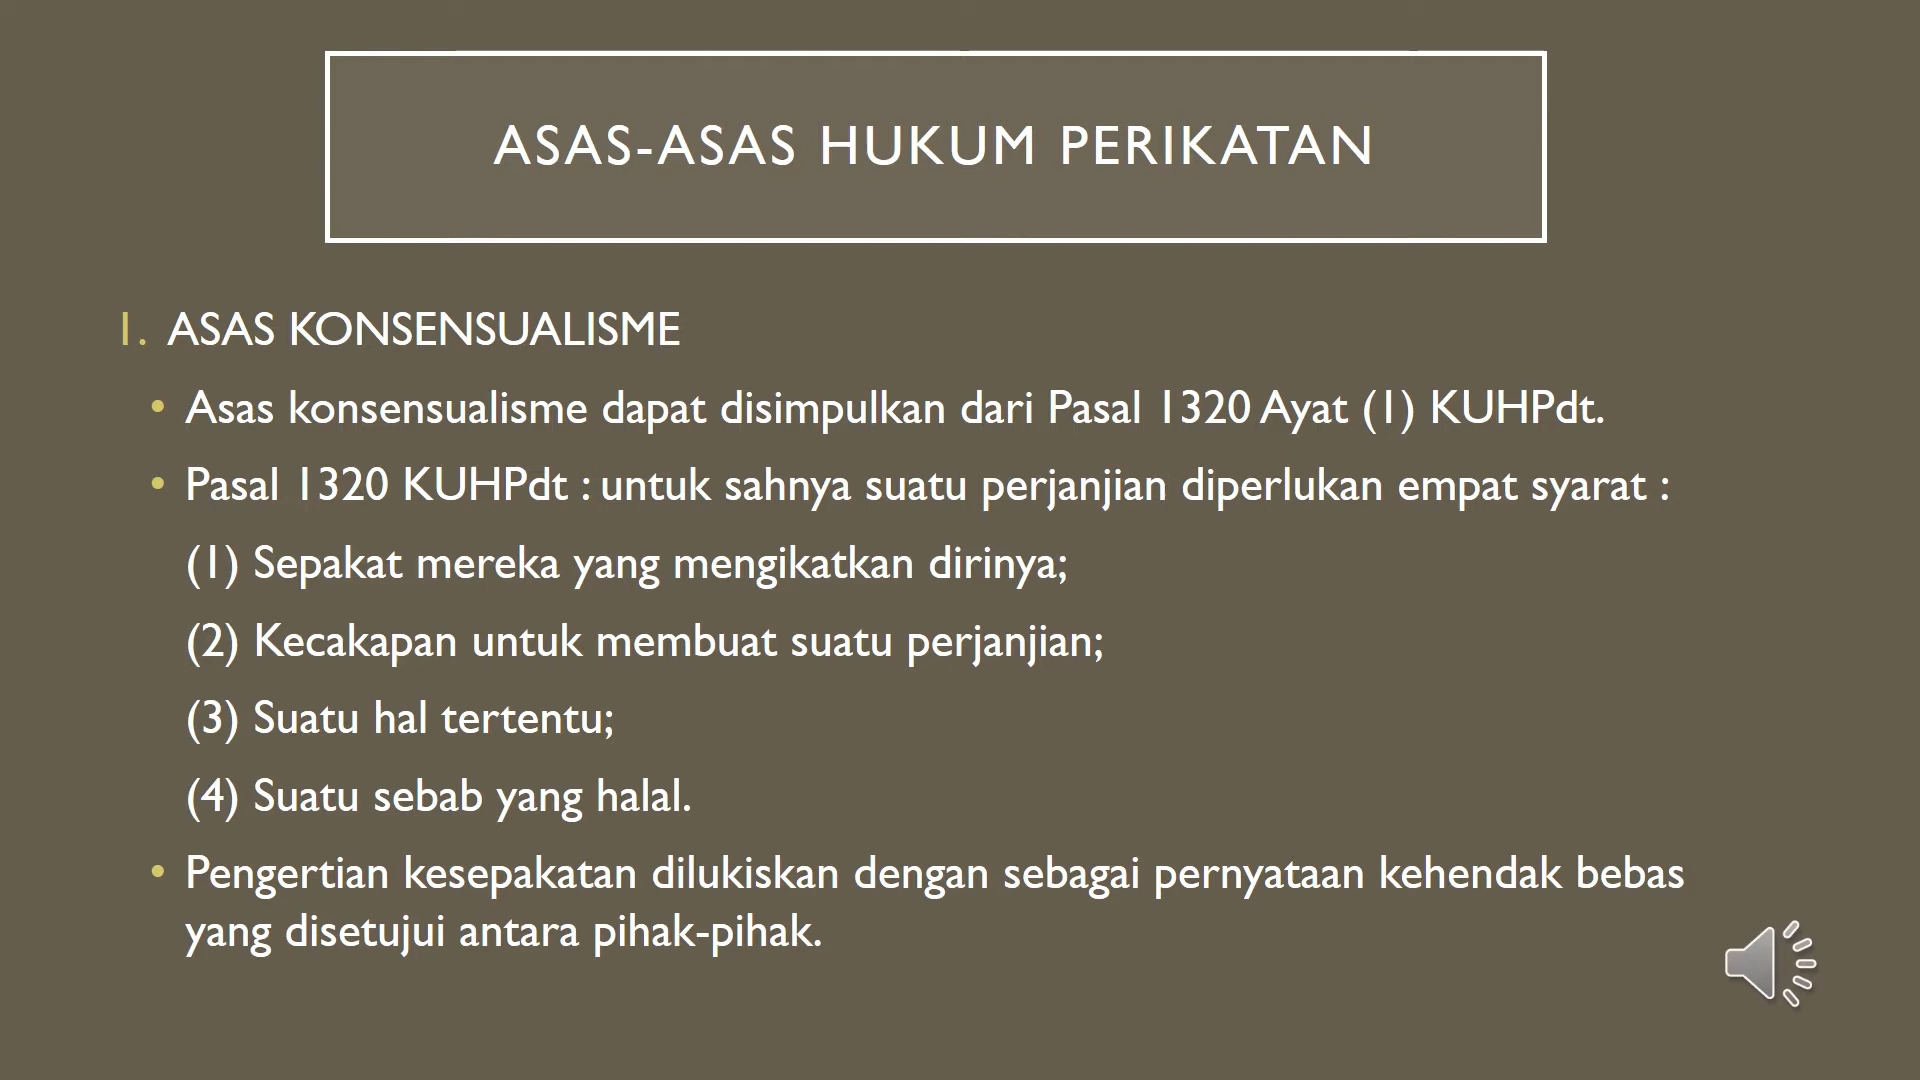 ASAS-ASAS HUKUM PERIKATAN
1. ASAS KONSENSUALISME
• Asas konsensualisme dapat disimpulkan dari Pasal 1320 Ayat (1) KUHPdt.
• Pasal 1320 KUHPdt : untuk sahnya suatu perjanjian diperlukan empat syarat :
(1) Sepakat mereka yang mengikatkan dirinya;
(2) Kecakapan untuk membuat suatu perjanjian;
(3) Suatu hal tertentu;
(4) Suatu sebab yang halal.
• Pengertian kesepakatan dilukiskan dengan sebagai pernyataan kehendak bebas
yang disetujui antara pihak-pihak.